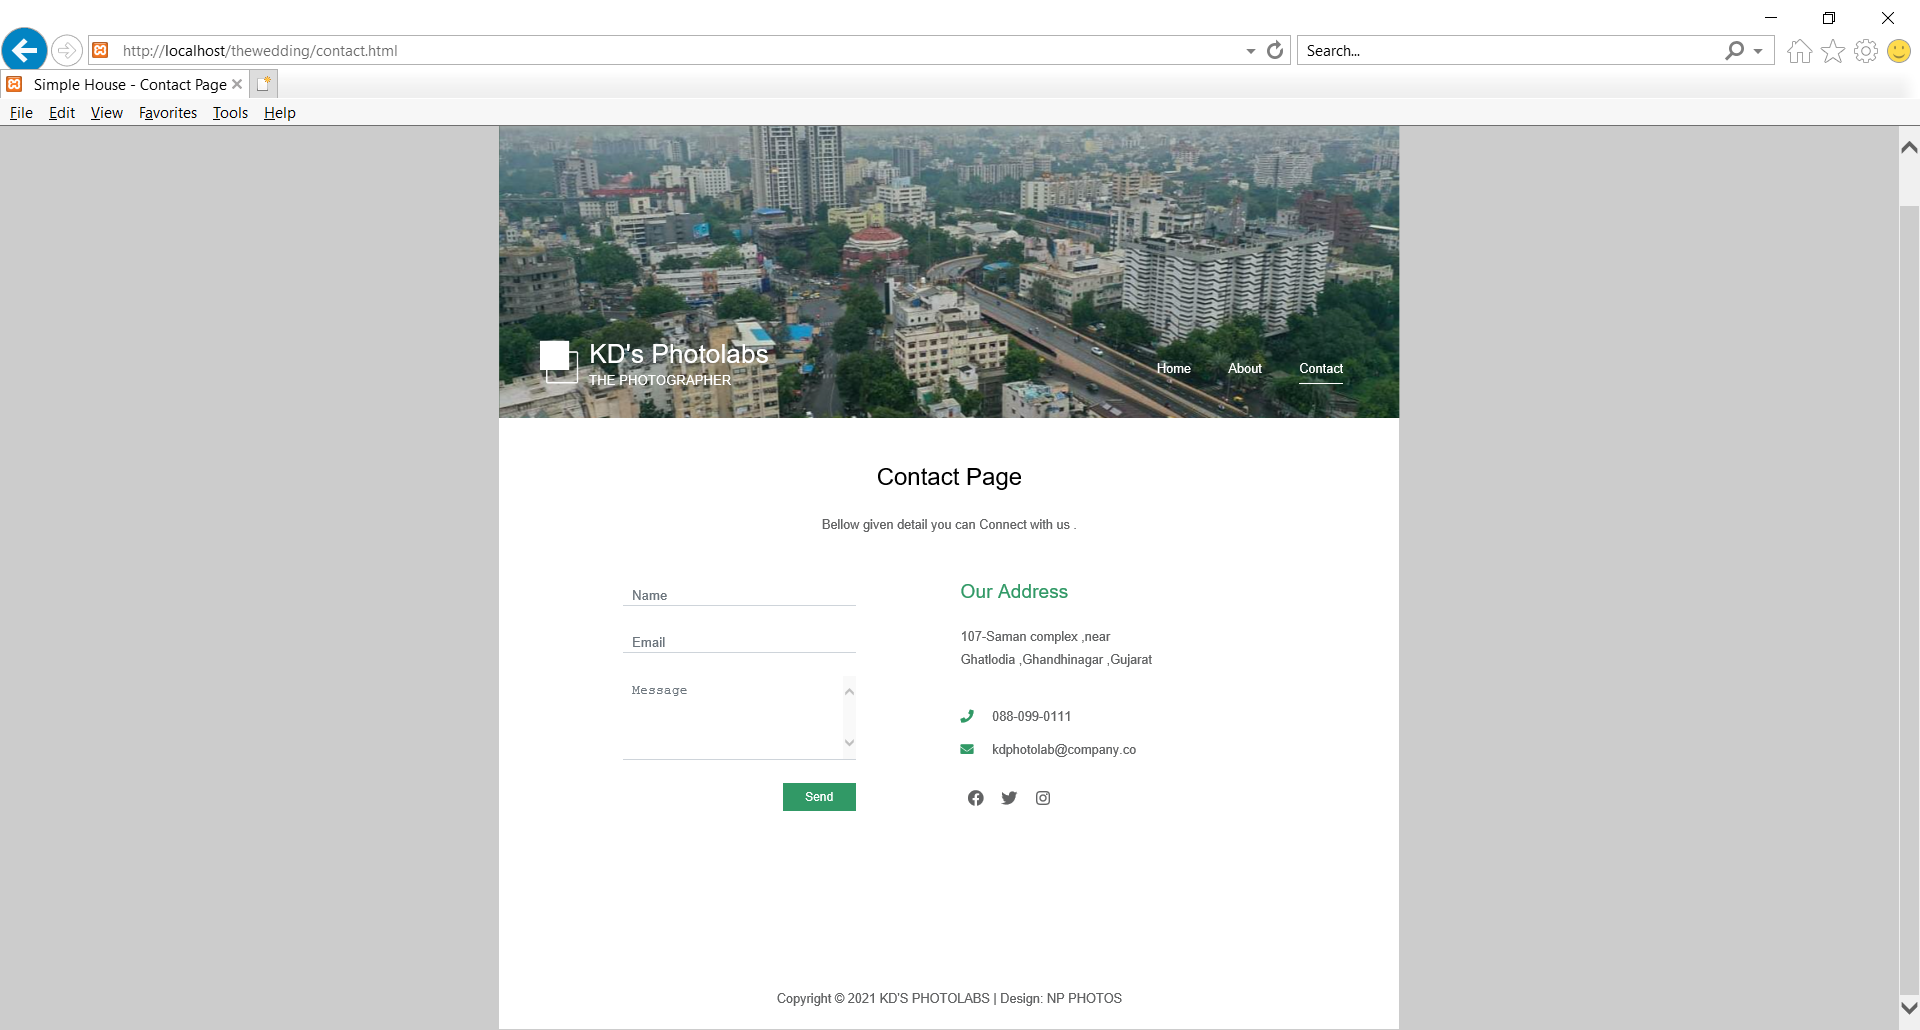 http://localhost/thewedding/contact.html
Search...
Simple House - Contact Page
File Edit View Favorites Tools Help
KD's Photolabs
THE PHOTOGRAPHER
Home About Contact
Contact Page
Bellow given detail you can Connect with us .
Name
Email
Message
Send
Our Address
107-Saman complex ,near
Ghatlodia ,Ghandhinagar ,Gujarat
088-099-0111
kdphotolab@company.co
Copyright © 2021 KD'S PHOTOLABS | Design: NP PHOTOS